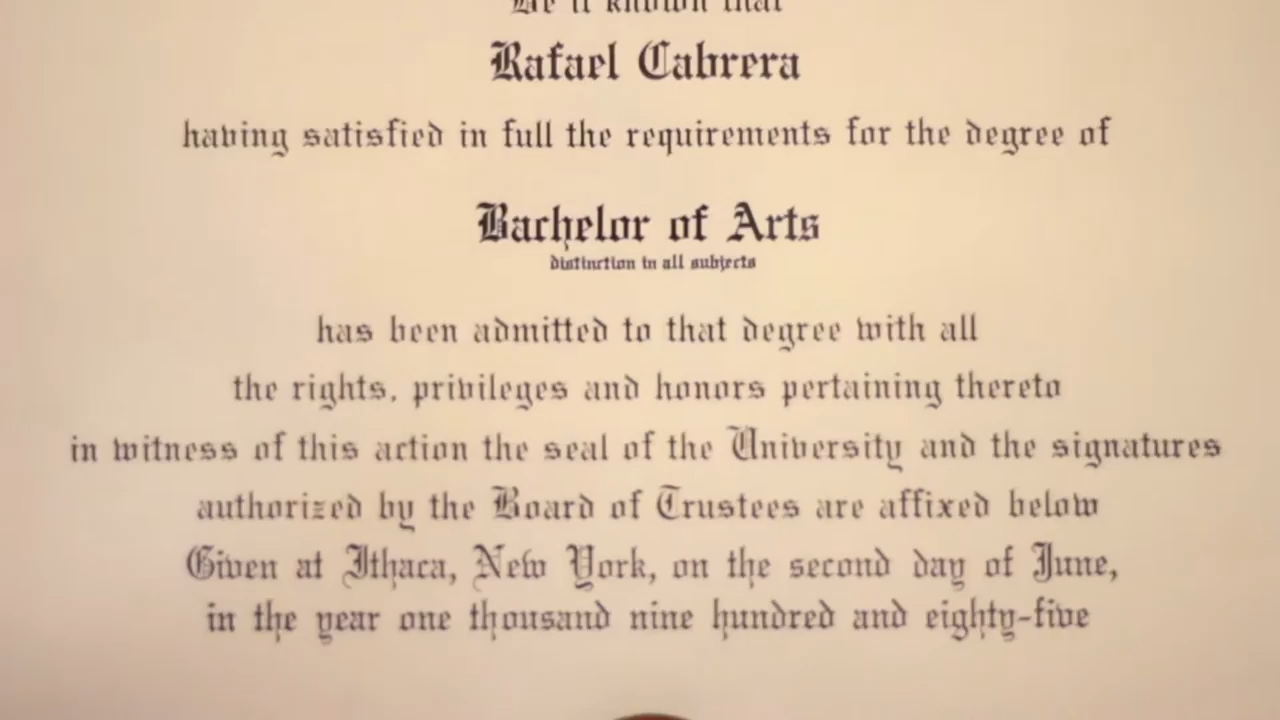 Be it known that
Rafael Cabrera
having satisfied in full the requirements for the degree of
Bachelor of Arts
distinction in all subjects
has been admitted to that degree with all
the rights, privileges and honors pertaining thereto
in witness of this action the seal of the University and the signatures
authorized by the Board of Trustees are affixed below
Given at Ithaca, New York, on the second day of June,
in the year one thousand nine hundred and eighty-five